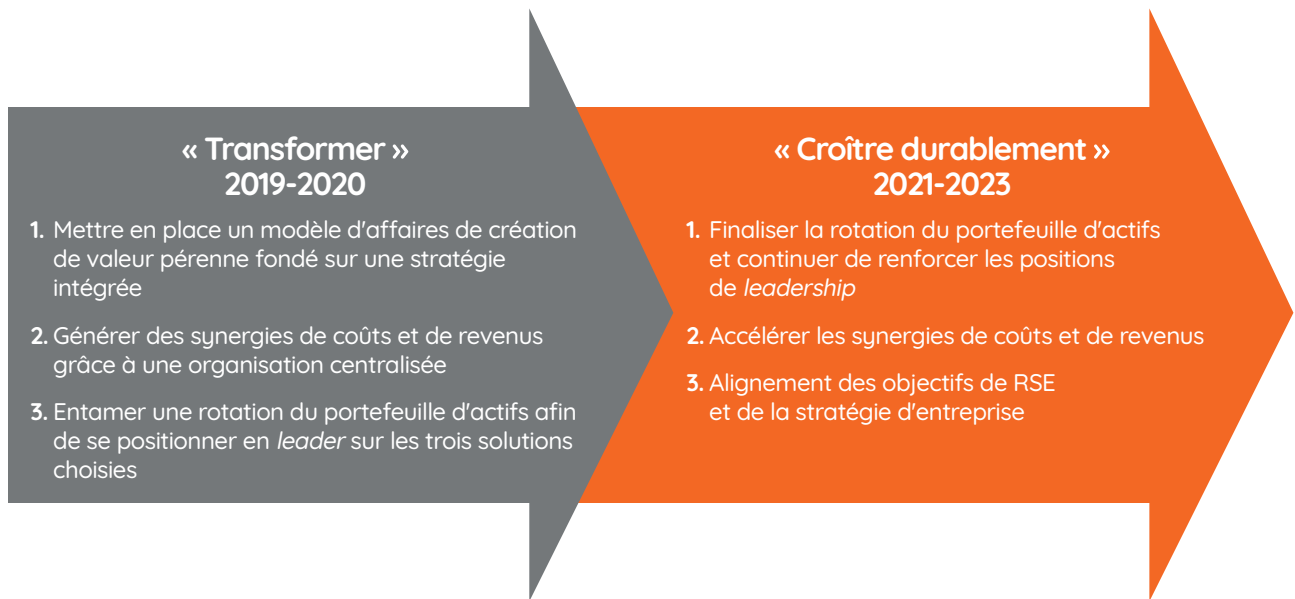 « Transformer »
2019-2020
1. Mettre en place un modèle d'affaires de création
de valeur pérenne fondé sur une stratégie
intégrée
2. Générer des synergies de coûts et de revenus
grâce à une organisation centralisée
3. Entamer une rotation du portefeuille d'actifs afin
de se positionner en leader sur les trois solutions
choisies
« Croître durablement »
2021-2023
1. Finaliser la rotation du portefeuille d'actifs
et continuer de renforcer les positions
de leadership
2. Accélérer les synergies de coûts et de revenus
3. Alignement des objectifs de RSE
et de la stratégie d'entreprise